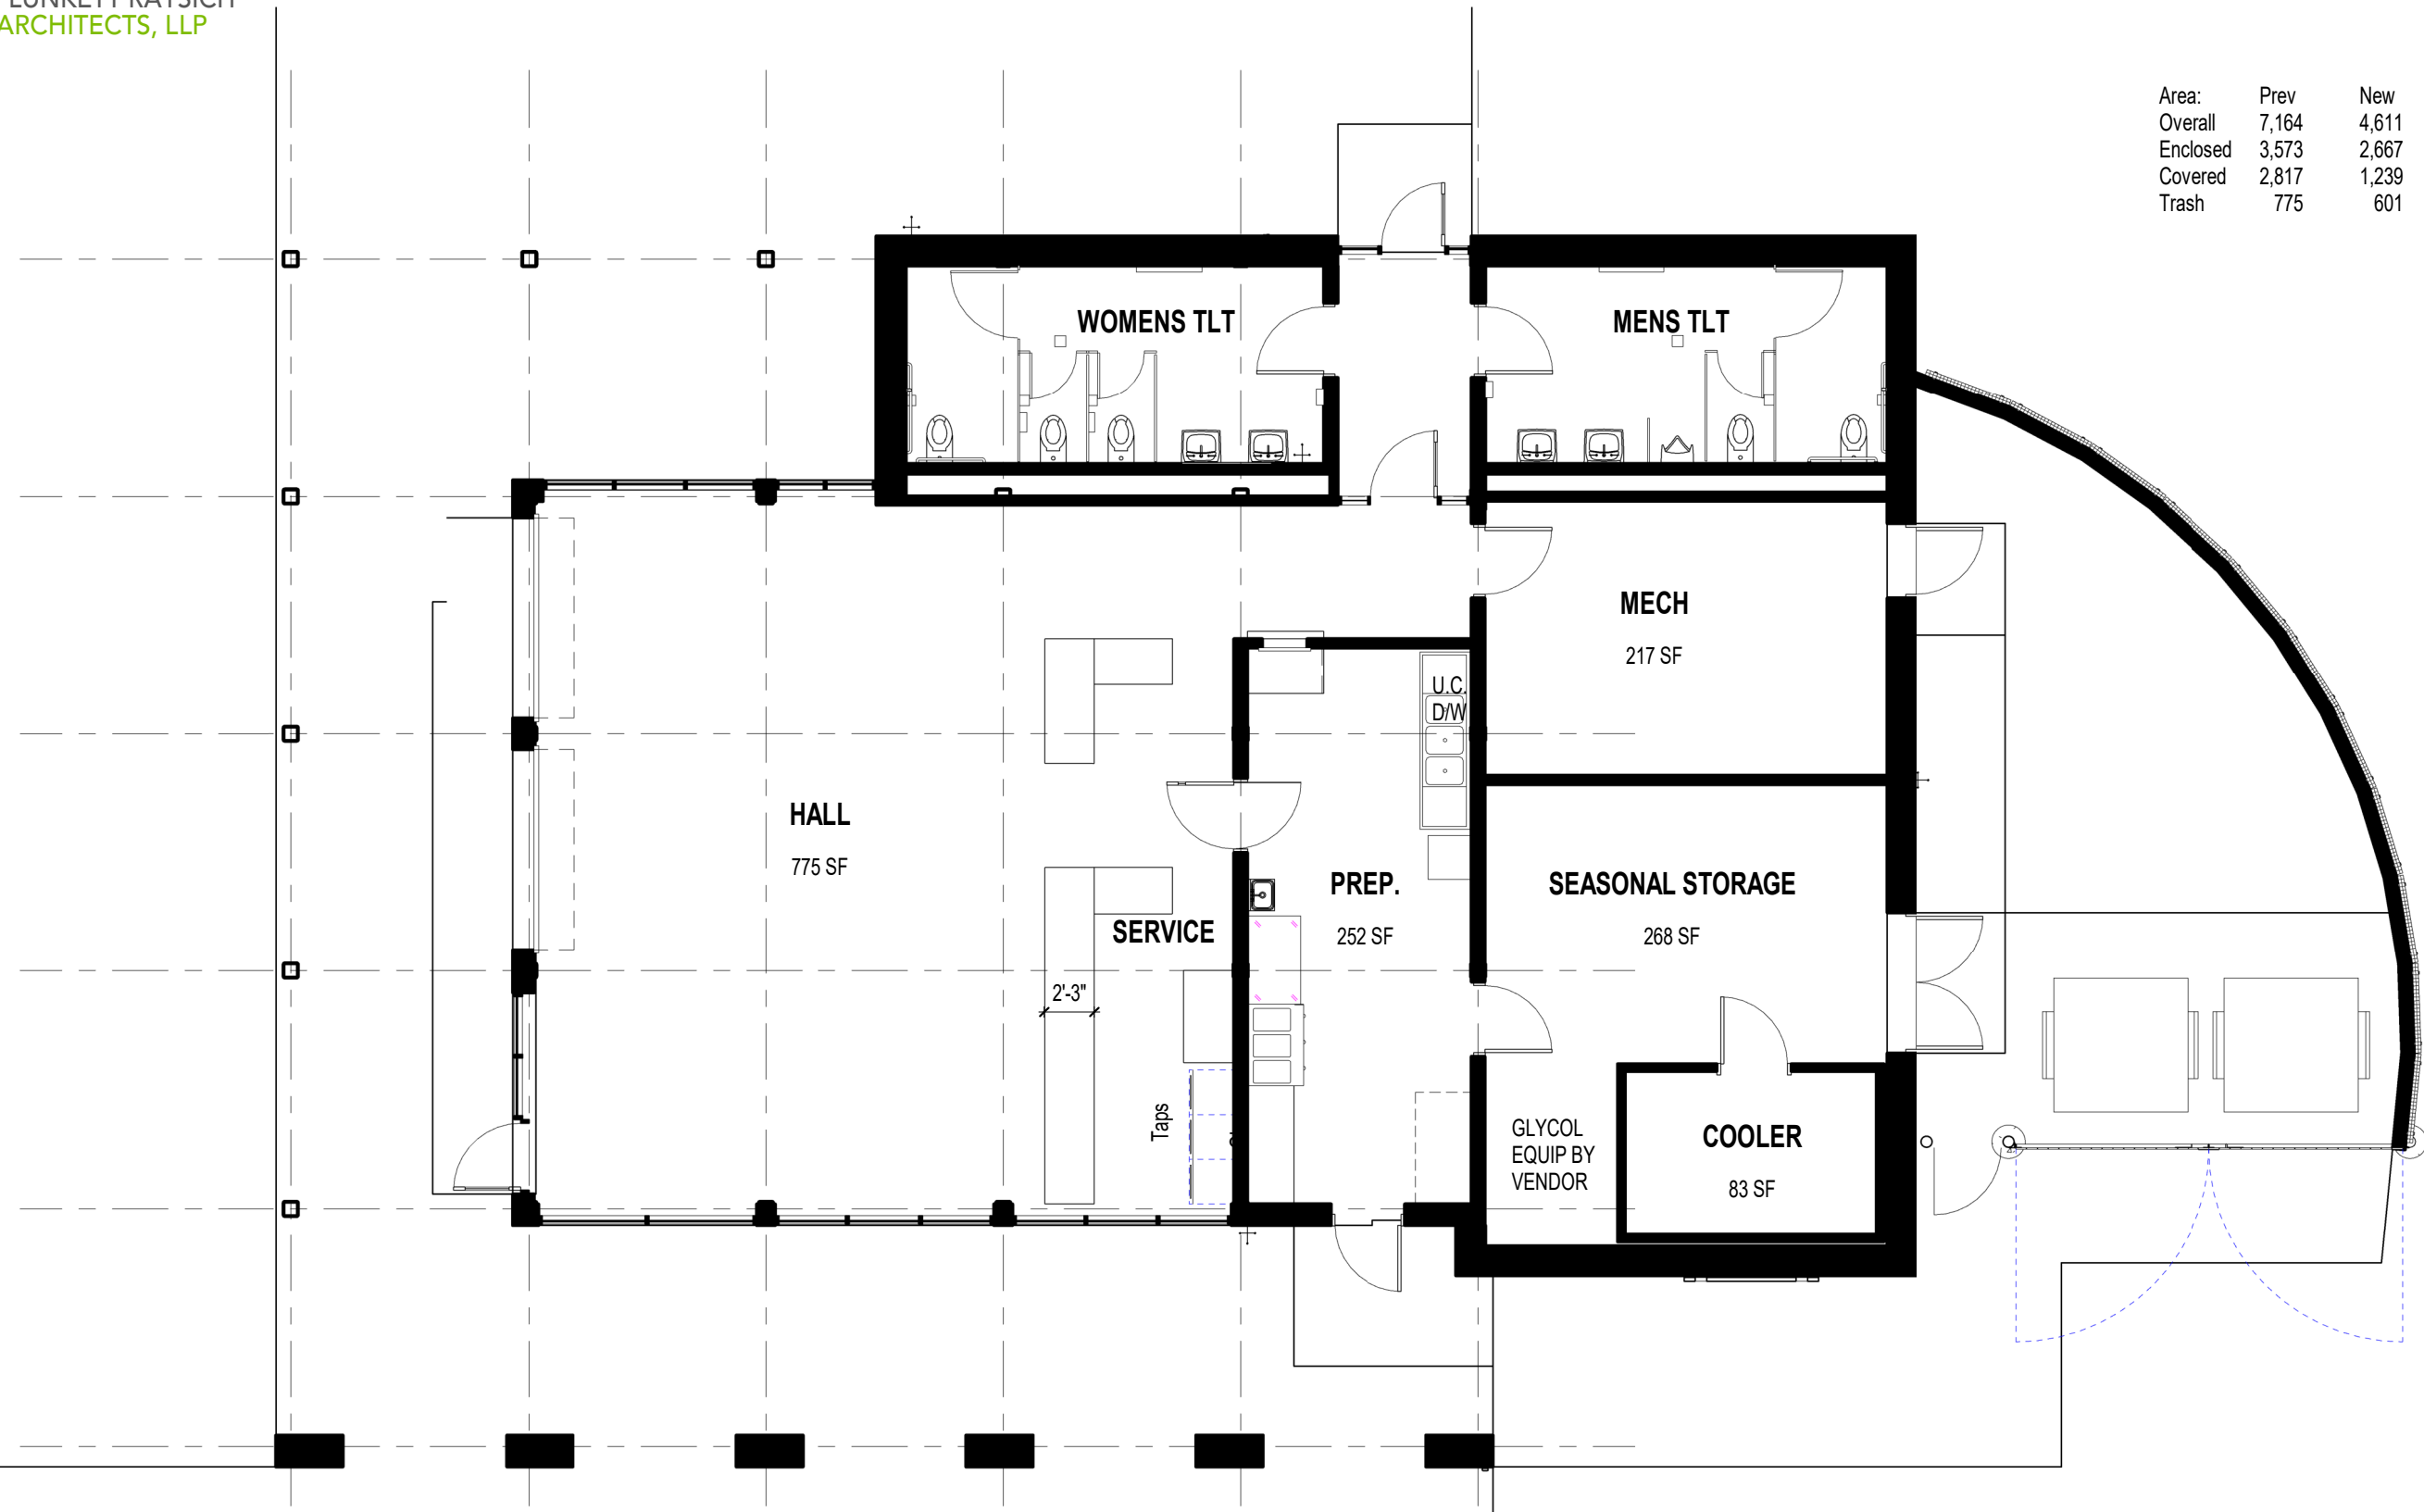 LUNKETT RAYSICH
ARCHITECTS, LLP
Area: Prev New
Overall 7,164 4,611
Enclosed 3,573 2,667
Covered 2,817 1,239
Trash 775 601
WOMENS TLT
MENS TLT
MECH
217 SF
U.C.
D/W
HALL
775 SF
PREP.
252 SF
SEASONAL STORAGE
268 SF
SERVICE
2'-3"
Taps
GLYCOL
EQUIP BY
VENDOR
COOLER
83 SF